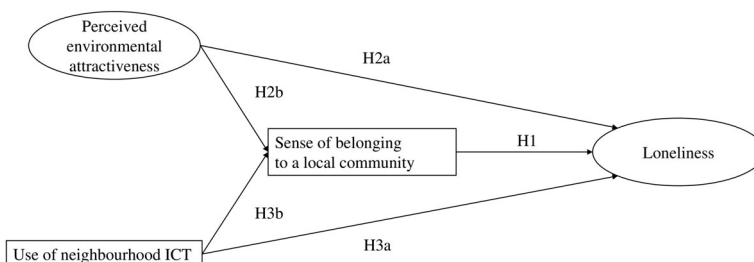 Perceived
environmental
attractiveness
H2a
H2b
Sense of belonging
to a local community
H1
Loneliness
H3b
H3a
Use of neighbourhood ICT